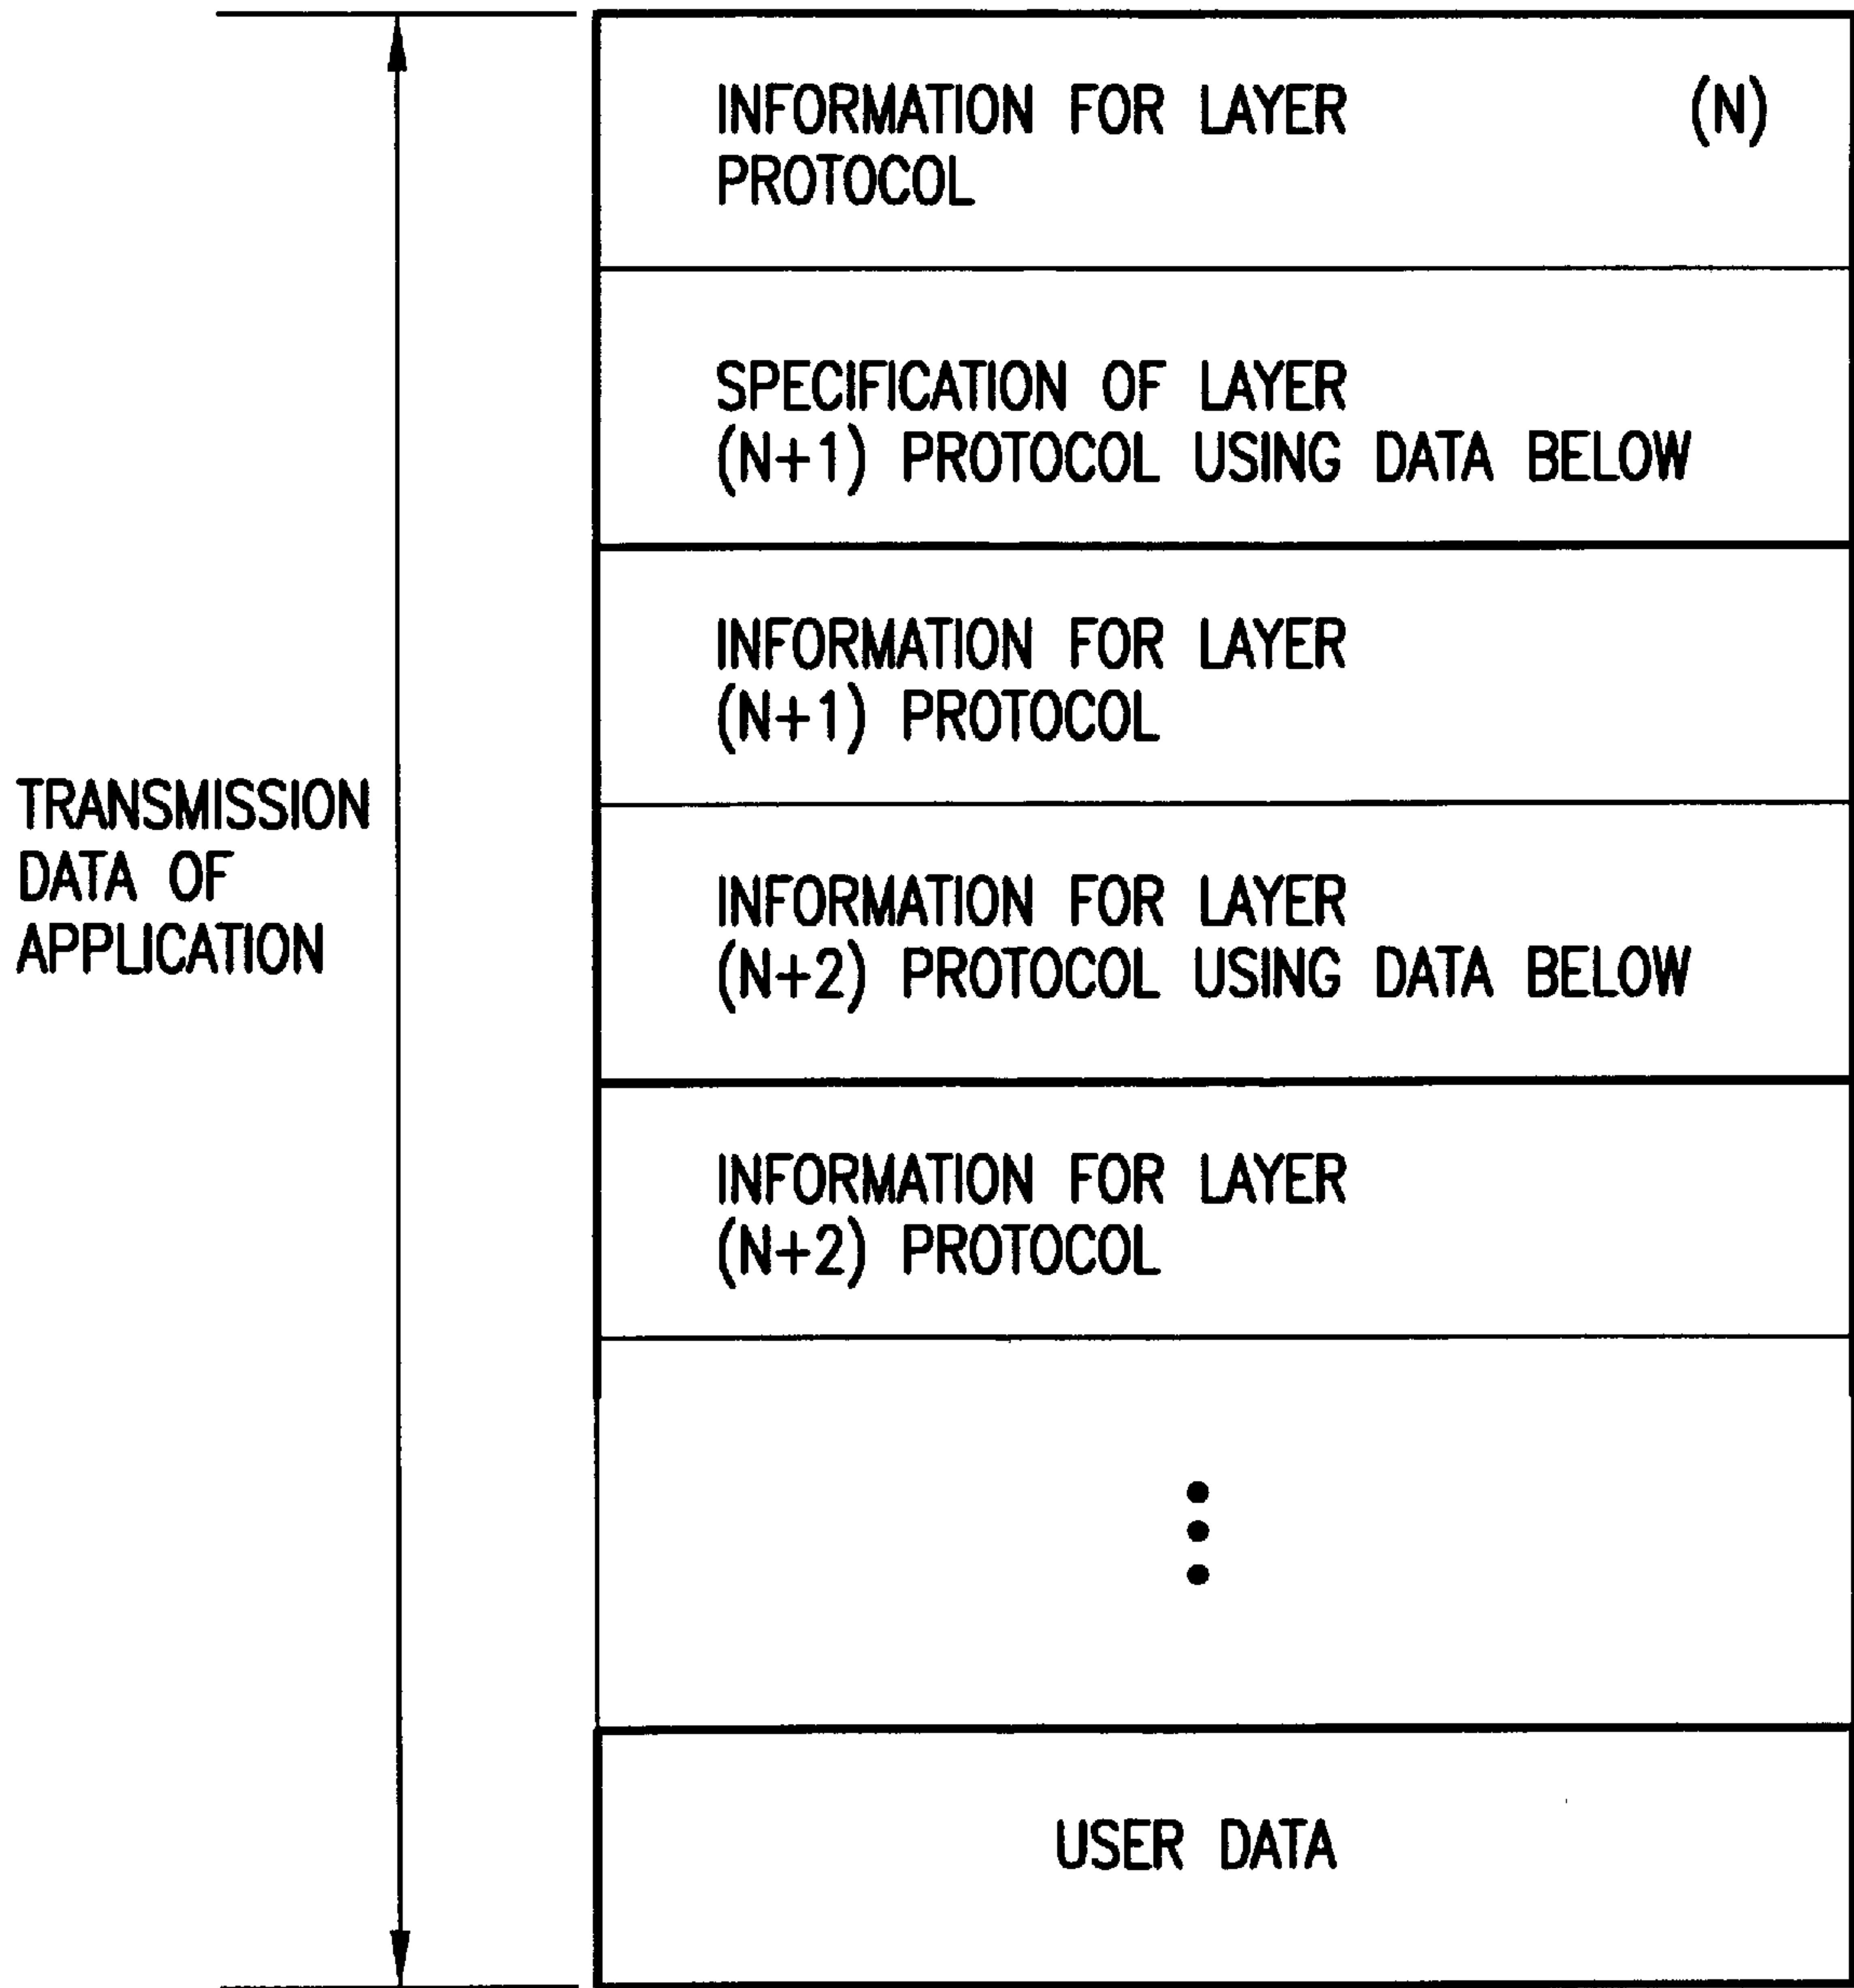 INFORMATION FOR LAYER (N)
PROTOCOL
SPECIFICATION OF LAYER
(N+1) PROTOCOL USING DATA BELOW
INFORMATION FOR LAYER
(N+1) PROTOCOL
TRANSMISSION
DATA OF
APPLICATION
INFORMATION FOR LAYER
(N+2) PROTOCOL USING DATA BELOW
INFORMATION FOR LAYER
(N+2) PROTOCOL
USER DATA